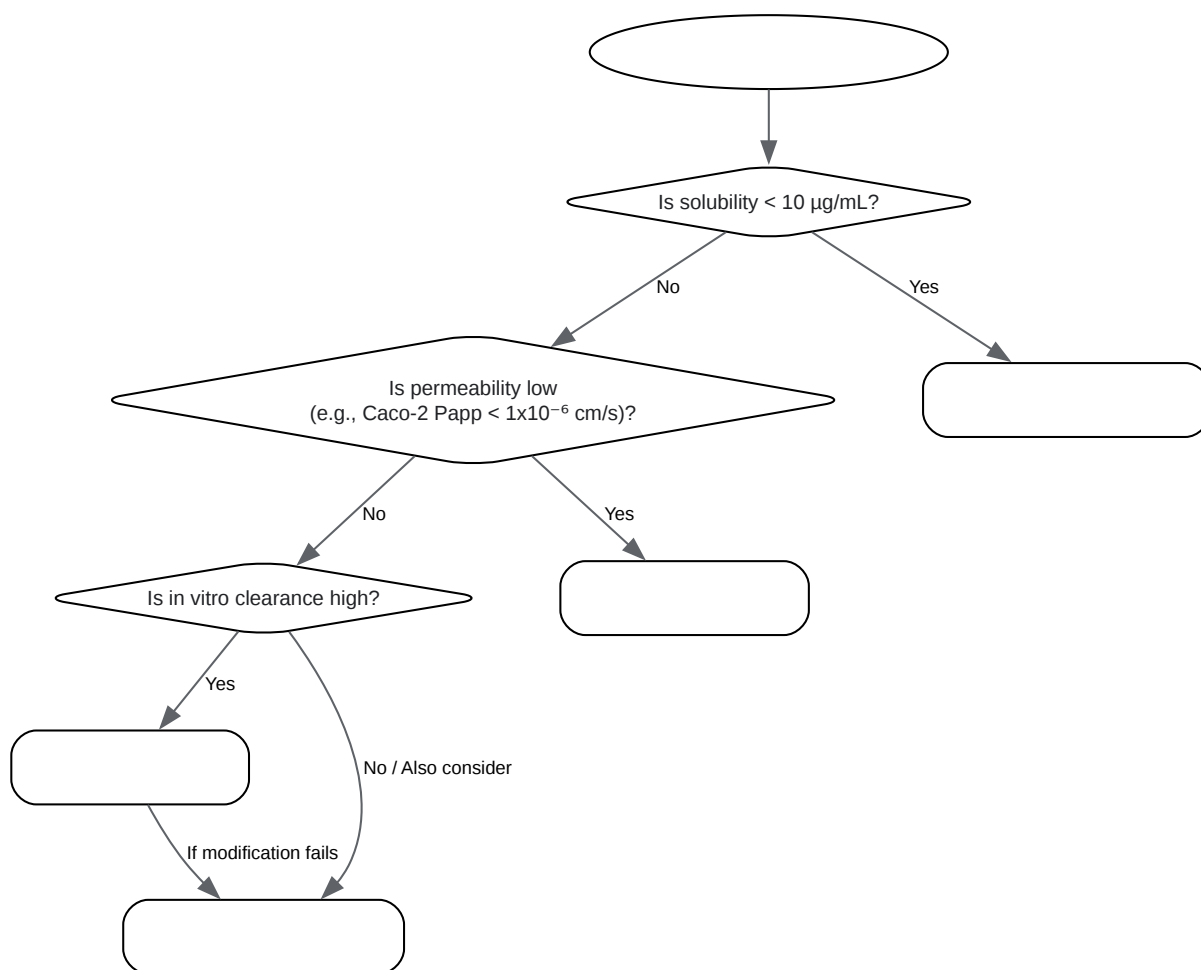 Is solubility < 10 µg/mL?
No
Yes
Is permeability low
(e.g., Caco-2 Papp < 1x10⁻⁶ cm/s)?
No
Yes
Is in vitro clearance high?
Yes
No / Also consider
If modification fails